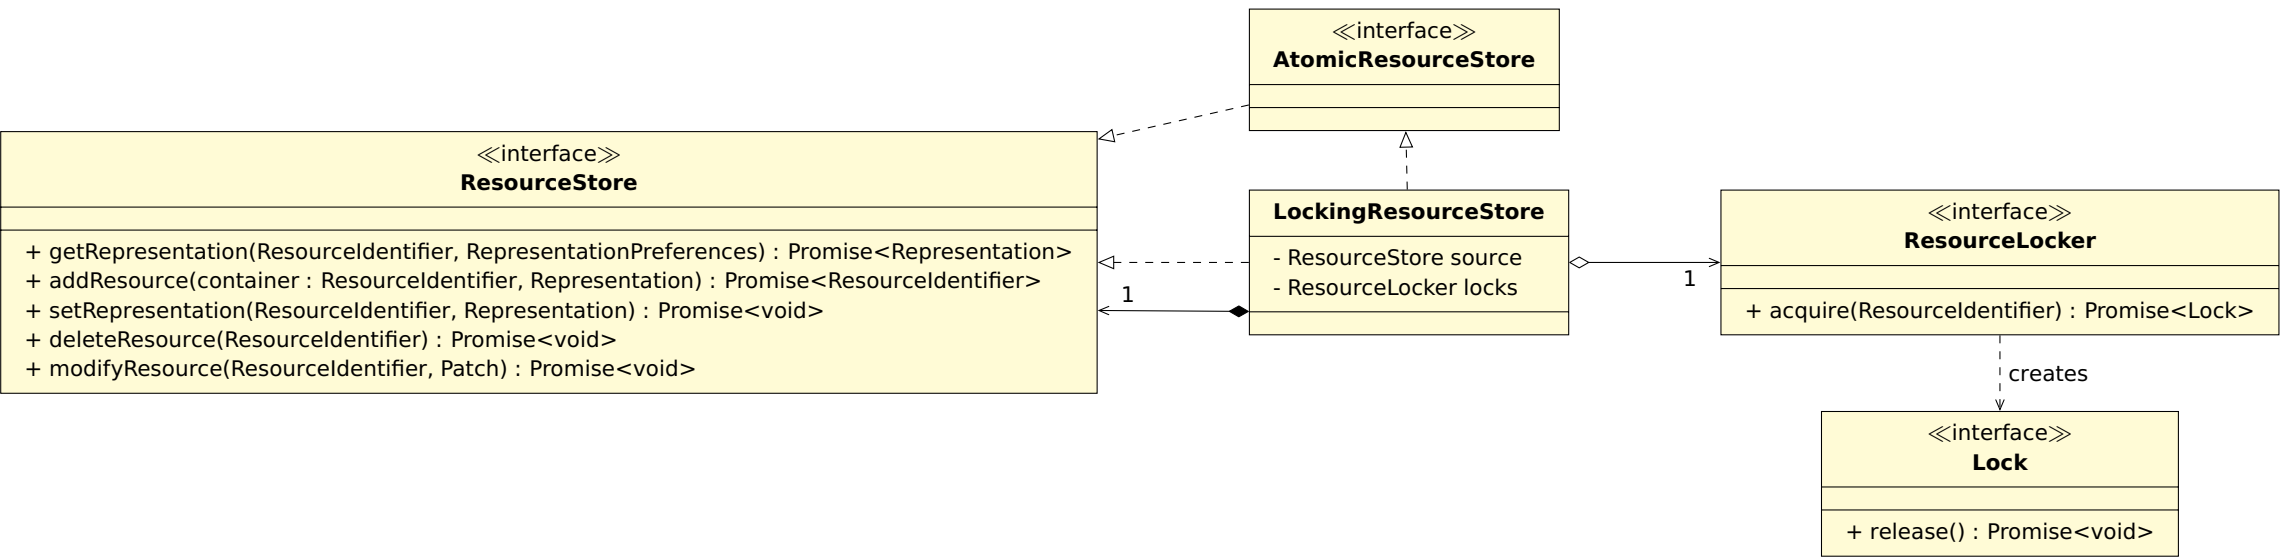 ≪interface≫
AtomicResourceStore
≪interface≫
ResourceStore
+ getRepresentation(ResourceIdentifier, RepresentationPreferences) : Promise<Representation>
+ addResource(container : ResourceIdentifier, Representation) : Promise<ResourceIdentifier>
+ setRepresentation(ResourceIdentifier, Representation) : Promise<void>
+ deleteResource(ResourceIdentifier) : Promise<void>
+ modifyResource(ResourceIdentifier, Patch) : Promise<void>
1
LockingResourceStore
- ResourceStore source
- ResourceLocker locks
1
≪interface≫
ResourceLocker
+ acquire(ResourceIdentifier) : Promise<Lock>
creates
≪interface≫
Lock
+ release() : Promise<void>